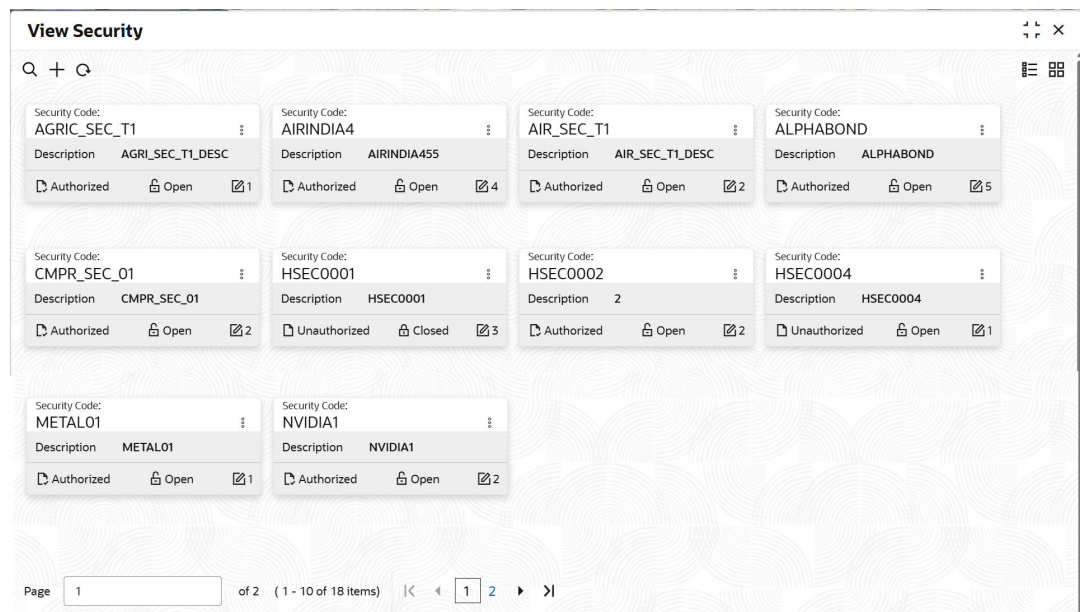 View Security
Security Code: Security Code: Security Code: Security Code:
AGRIC_SEC_T1 AIRINDIA4 AIR_SEC_T1 ALPHABOND
Description AGRI_SEC_T1_DESC Description AIRINDIA455 Description AIR_SEC_T1_DESC Description ALPHABOND
Authorized Open 1 Authorized Open 4 Authorized Open 2 Authorized Open 5
Security Code: Security Code: Security Code: Security Code:
CMPR_SEC_01 HSEC0001 HSEC0002 HSEC0004
Description CMPR_SEC_01 Description HSEC0001 Description 2 Description HSEC0004
Authorized Open 2 Unauthorized Closed 3 Authorized Open 2 Unauthorized Open 1
Security Code: Security Code:
METAL01 NVIDIA1
Description METAL01 Description NVIDIA1
Authorized Open 1 Authorized Open 2
Page 1 of 2 ( 1 - 10 of 18 items) 1 2